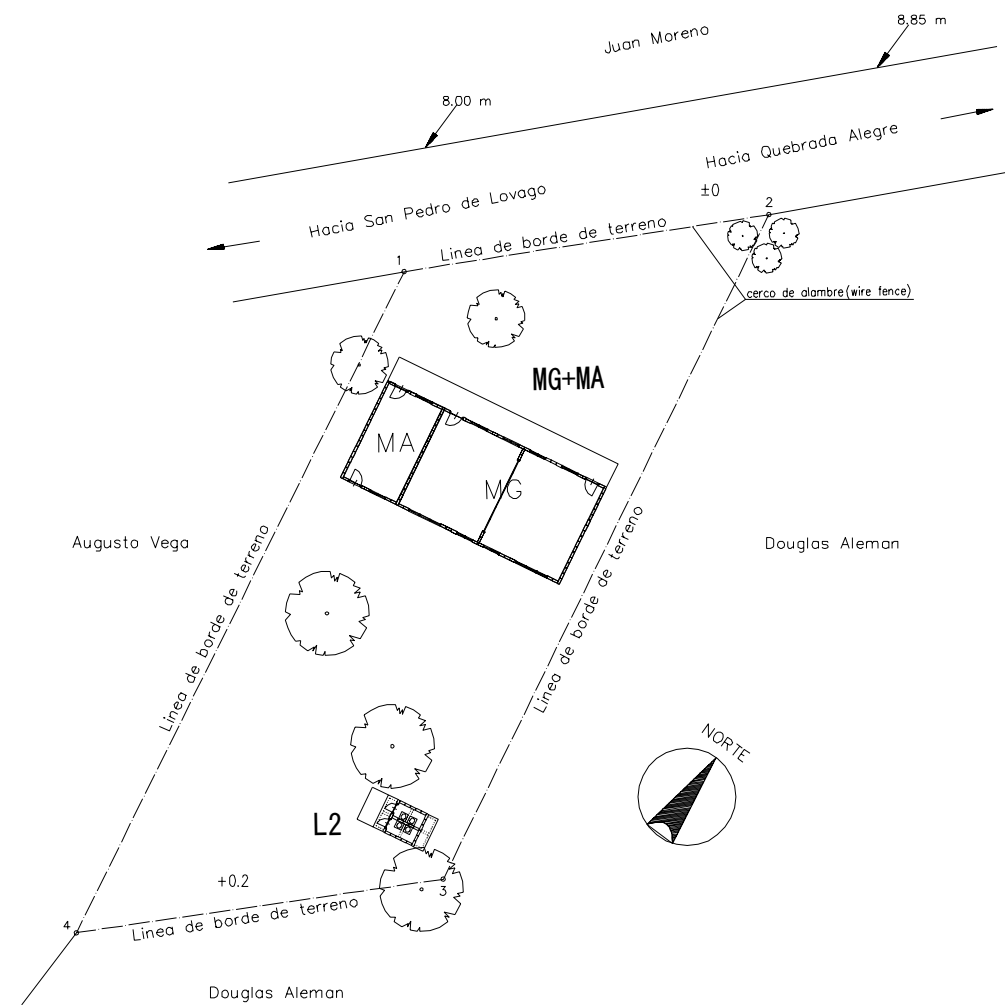 8.85 m
Juan Moreno
8.00 m
Hacia Quebrada Alegre
±0
Hacia San Pedro de Lovago
2
Linea de borde de terreno
1
cerco de alambre(wire fence)
MG+MA
MA
MG
Augusto Vega
Douglas Aleman
Linea de borde de terreno
Linea de borde de terreno
NORTE
L2
+0.2
3
4
Linea de borde de terreno
Douglas Aleman